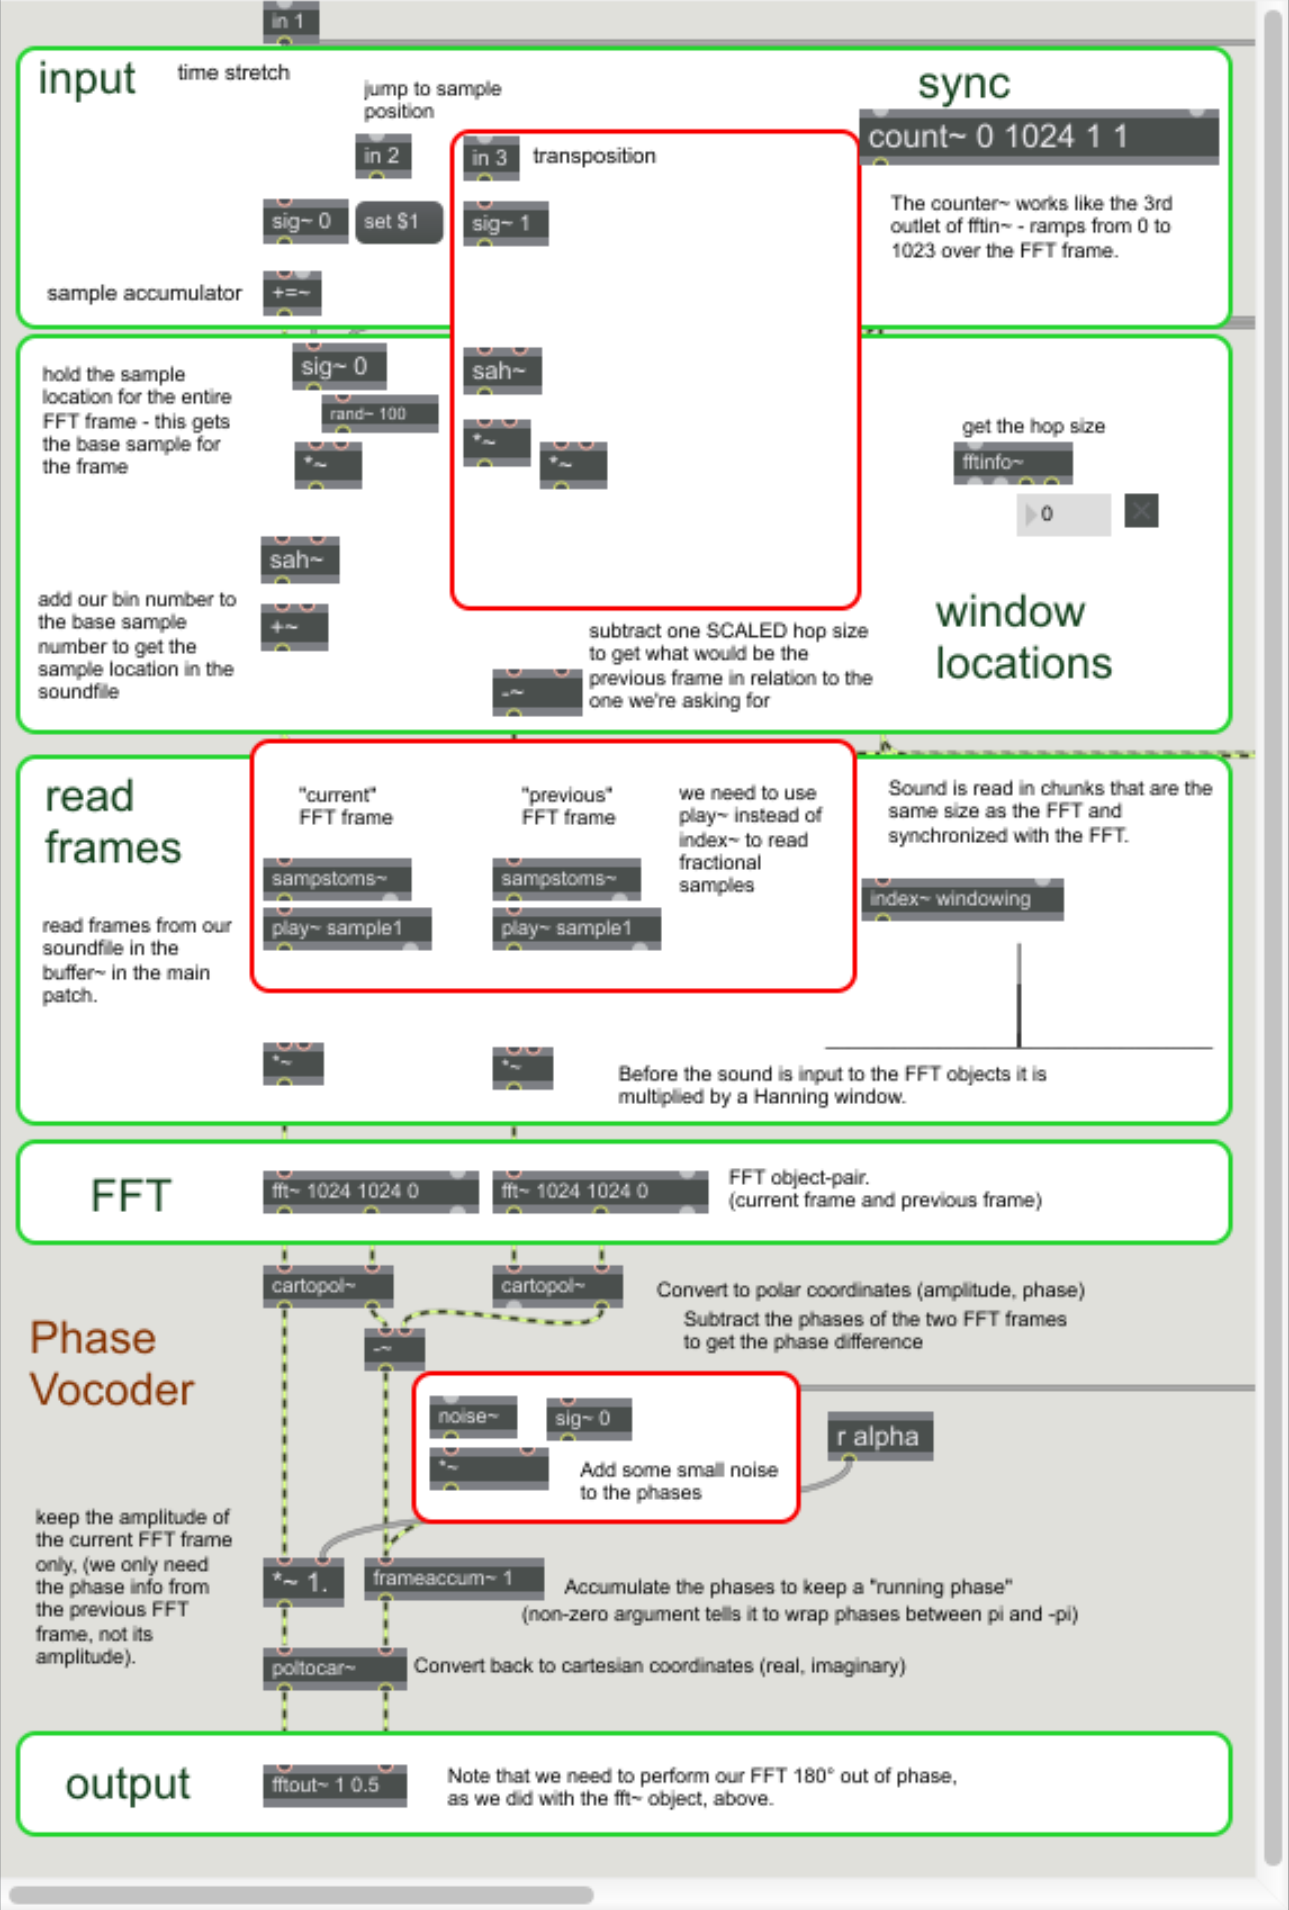 in 1
input
time stretch
jump to sample
position
in 2
in 3
transposition
sync
count~ 0 1024 1 1
sig~ 0
set $1
sig~ 1
The counter~ works like the 3rd
outlet of fftin~ - ramps from 0 to
1023 over the FFT frame.
sample accumulator
+=~
hold the sample
location for the entire
FFT frame - this gets
the base sample for
the frame
sig~ 0
rand~ 100
*~
sah~
*~
*~
get the hop size
fftinfo~
0
sah~
add our bin number to
the base sample
number to get the
sample location in the
soundfile
+~
-~
subtract one SCALED hop size
to get what would be the
previous frame in relation to the
one we're asking for
window
locations
read
frames
"current"
FFT frame
"previous"
FFT frame
we need to use
play~ instead of
index~ to read
fractional
samples
Sound is read in chunks that are the
same size as the FFT and
synchronized with the FFT.
sampstoms~
play~ sample1
sampstoms~
play~ sample1
index~ windowing
read frames from our
soundfile in the
buffer~ in the main
patch.
*~
*~
Before the sound is input to the FFT objects it is
multiplied by a Hanning window.
FFT
fft~ 1024 1024 0
fft~ 1024 1024 0
FFT object-pair.
(current frame and previous frame)
cartopol~
cartopol~
Convert to polar coordinates (amplitude, phase)
Subtract the phases of the two FFT frames
to get the phase difference
-~
Phase
Vocoder
noise~
sig~ 0
*~
Add some small noise
to the phases
r alpha
keep the amplitude of
the current FFT frame
only, (we only need
the phase info from
the previous FFT
frame, not its
amplitude).
*~ 1.
frameaccum~ 1
Accumulate the phases to keep a "running phase"
(non-zero argument tells it to wrap phases between pi and -pi)
poltocar~
Convert back to cartesian coordinates (real, imaginary)
output
fftout~ 1 0.5
Note that we need to perform our FFT 180° out of phase,
as we did with the fft~ object, above.